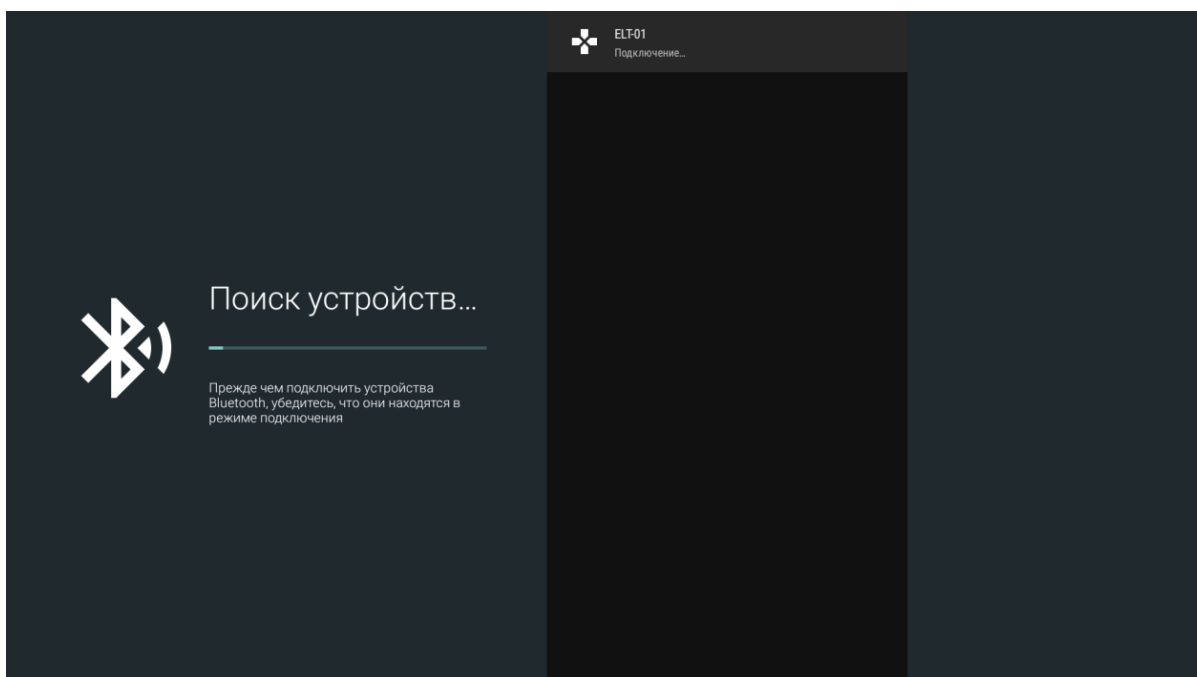 ELT-01
Подключение...
Поиск устройств...
Прежде чем подключить устройства
Bluetooth, убедитесь, что они находятся в
режиме подключения